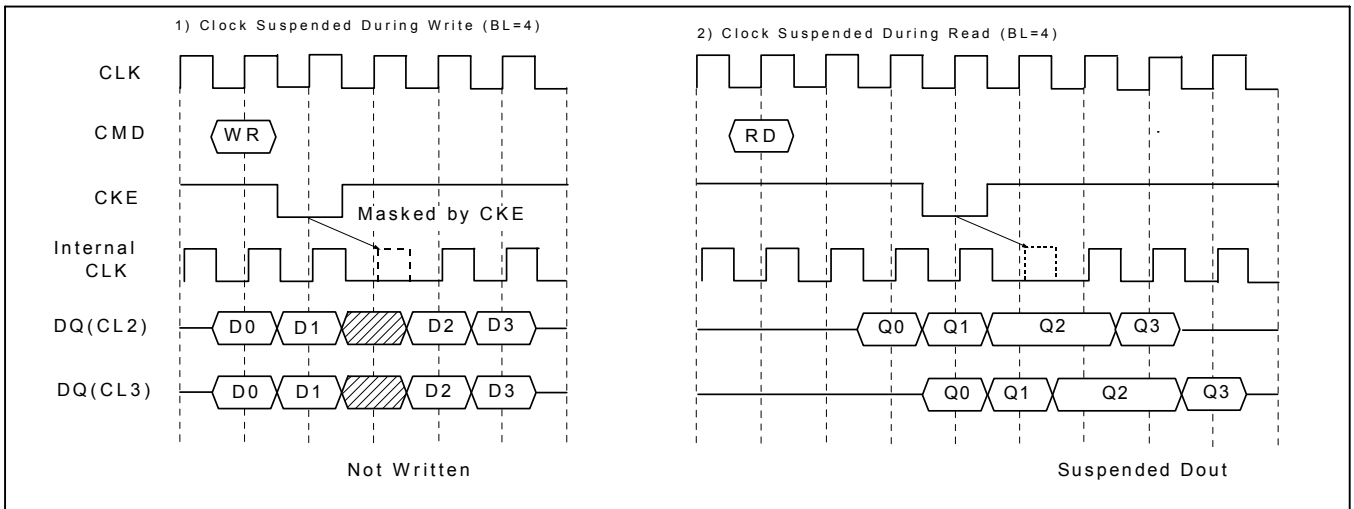 1) Clock Suspended During Write (BL=4)
2) Clock Suspended During Read (BL=4)
CLK
CMD
WR
RD
CKE
Masked by CKE
Internal
CLK
DQ(CL2)
D0 D1 D2 D3
Q0 Q1 Q2 Q3
DQ(CL3)
D0 D1 D2 D3
Q0 Q1 Q2 Q3
Not Written
Suspended Dout